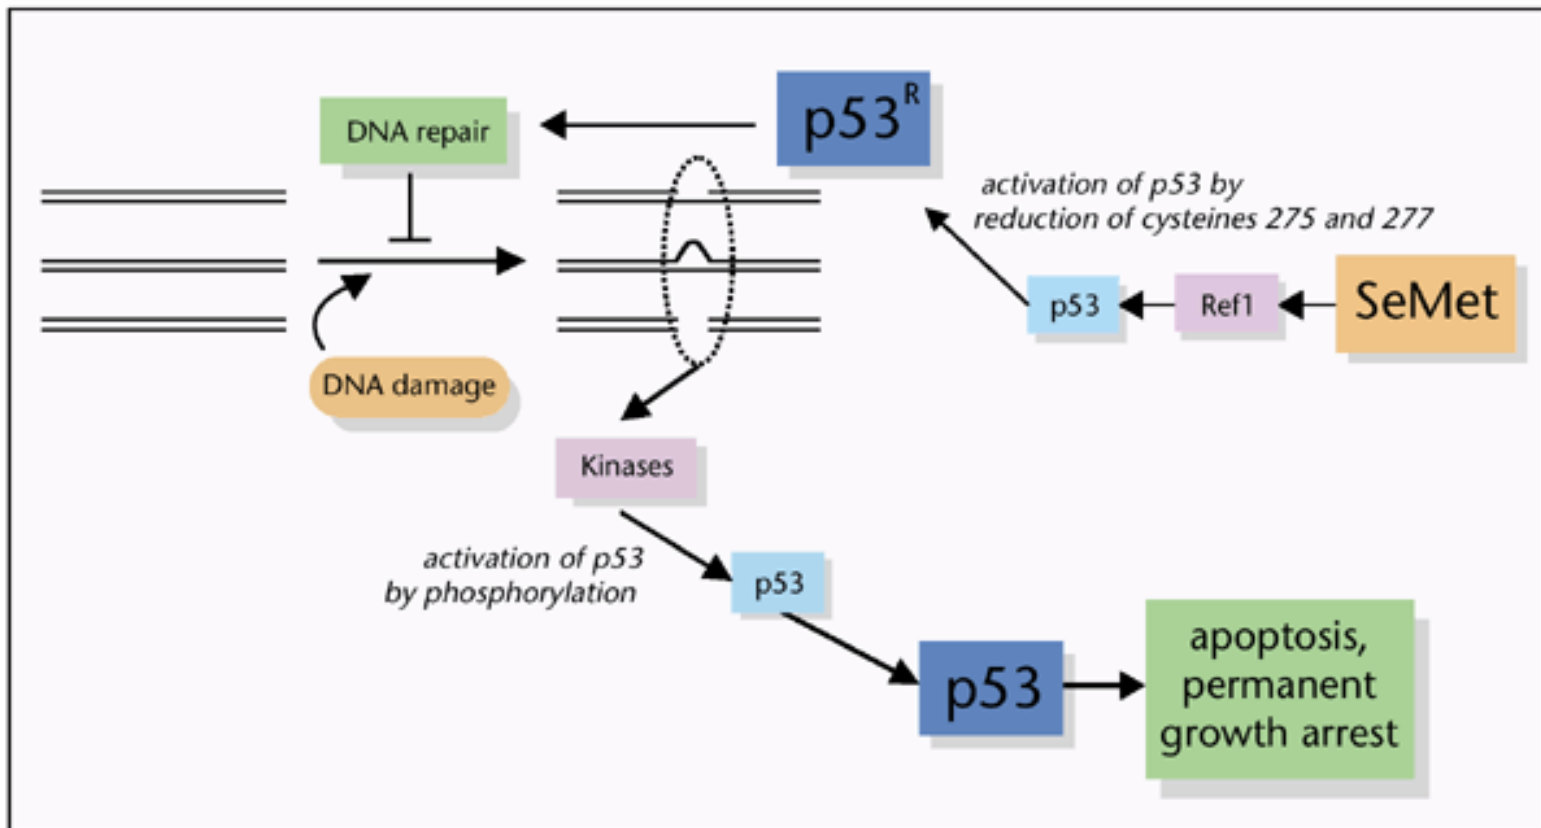 p53R
DNA repair
activation of p53 by
reduction of cysteines 275 and 277
p53
Ref1
SeMet
DNA damage
Kinases
activation of p53
by phosphorylation
p53
p53
apoptosis,
permanent
growth arrest